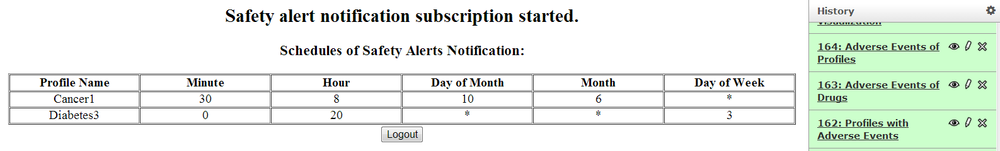 Safety alert notification subscription started.
Schedules of Safety Alerts Notification:
Profile Name Minute Hour Day of Month Month Day of Week
Cancer1 30 8 10 6 *
Diabetes3 0 20 * * 3
Logout
History
Visualization
164: Adverse Events of
Profiles
163: Adverse Events of
Drugs
162: Profiles with
Adverse Events